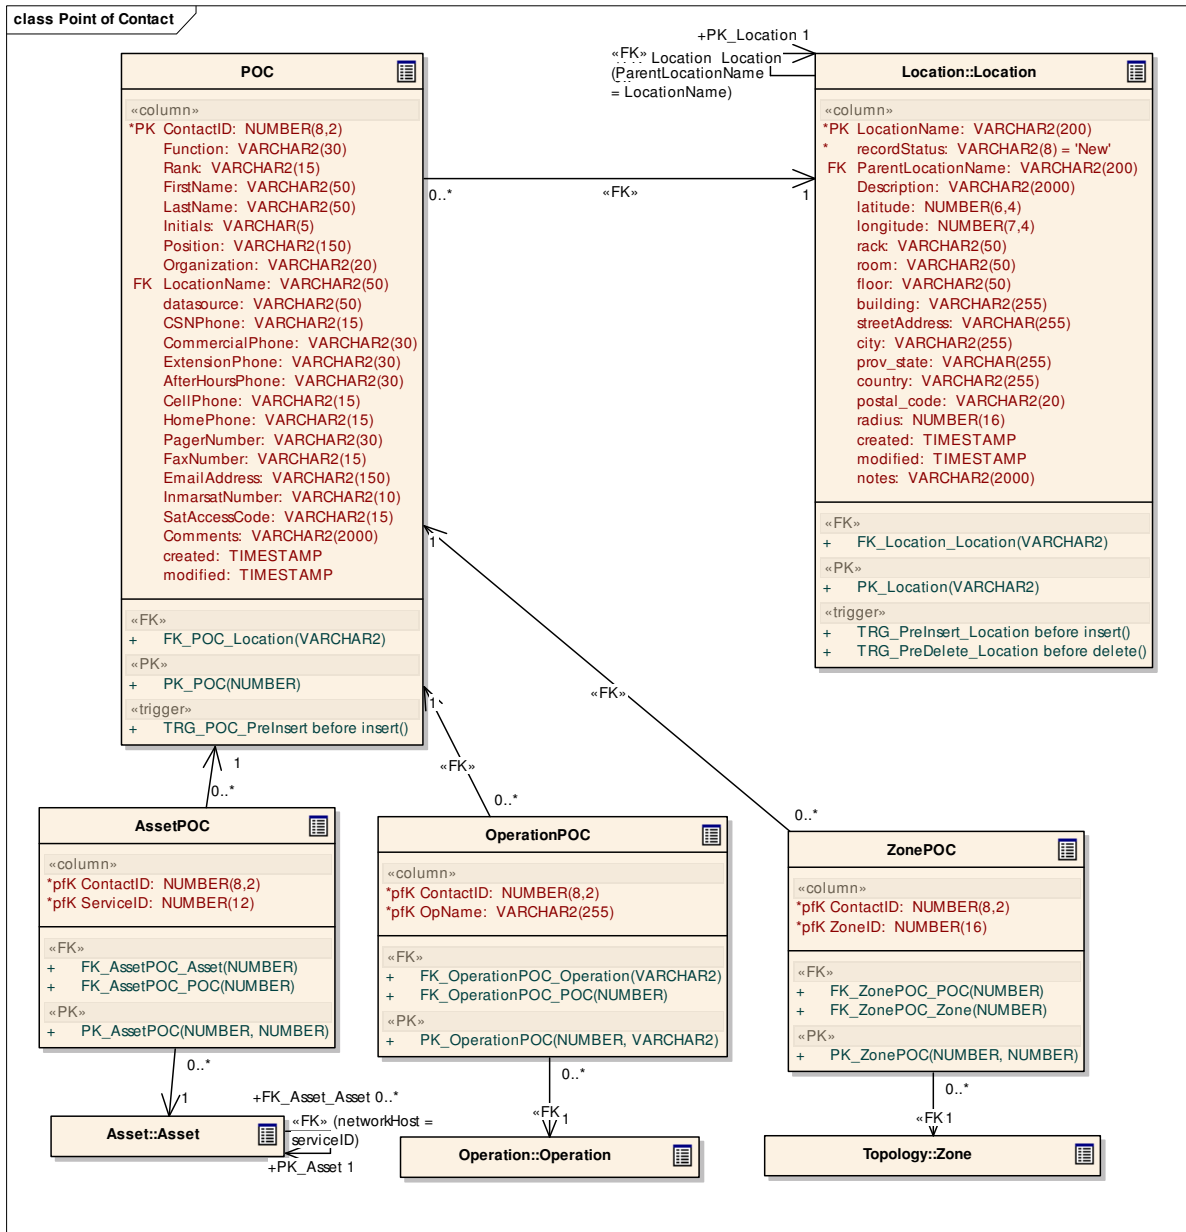 class Point of Contact
+PK_Location 1
«FK»
Location Location
(ParentLocationName
= LocationName)
POC
«column»
*PK ContactID: NUMBER(8,2)
Function: VARCHAR2(30)
Rank: VARCHAR2(15)
FirstName: VARCHAR2(50)
LastName: VARCHAR2(50)
Initials: VARCHAR(5)
Position: VARCHAR2(150)
Organization: VARCHAR2(20)
FK LocationName: VARCHAR2(50)
datasource: VARCHAR2(50)
CSNPhone: VARCHAR2(15)
CommercialPhone: VARCHAR2(30)
ExtensionPhone: VARCHAR2(30)
AfterHoursPhone: VARCHAR2(30)
CellPhone: VARCHAR2(15)
HomePhone: VARCHAR2(15)
PagerNumber: VARCHAR2(30)
FaxNumber: VARCHAR2(15)
EmailAddress: VARCHAR2(150)
InmarsatNumber: VARCHAR2(10)
SatAccessCode: VARCHAR2(15)
Comments: VARCHAR2(2000)
created: TIMESTAMP
modified: TIMESTAMP
«FK»
+ FK_POC_Location(VARCHAR2)
«PK»
+ PK_POC(NUMBER)
«trigger»
+ TRG_POC_PreInsert before insert()
0..*
«FK»
1
Location::Location
«column»
*PK LocationName: VARCHAR2(200)
* recordStatus: VARCHAR2(8) = 'New'
FK ParentLocationName: VARCHAR2(200)
Description: VARCHAR2(2000)
latitude: NUMBER(6,4)
longitude: NUMBER(7,4)
rack: VARCHAR2(50)
room: VARCHAR2(50)
floor: VARCHAR2(50)
building: VARCHAR2(255)
streetAddress: VARCHAR(255)
city: VARCHAR2(255)
prov_state: VARCHAR(255)
country: VARCHAR2(255)
postal_code: VARCHAR2(20)
radius: NUMBER(16)
created: TIMESTAMP
modified: TIMESTAMP
notes: VARCHAR2(2000)
«FK»
+ FK_Location_Location(VARCHAR2)
«PK»
+ PK_Location(VARCHAR2)
«trigger»
+ TRG_PreInsert_Location before insert()
+ TRG_PreDelete_Location before delete()
1
«FK»
0..*
1
«FK»
0..*
1
0..*
AssetPOC
«column»
*pfK ContactID: NUMBER(8,2)
*pfK ServiceID: NUMBER(12)
«FK»
+ FK_AssetPOC_Asset(NUMBER)
+ FK_AssetPOC_POC(NUMBER)
«PK»
+ PK_AssetPOC(NUMBER, NUMBER)
OperationPOC
«column»
*pfK ContactID: NUMBER(8,2)
*pfK OpName: VARCHAR2(255)
«FK»
+ FK_OperationPOC_Operation(VARCHAR2)
+ FK_OperationPOC_POC(NUMBER)
«PK»
+ PK_OperationPOC(NUMBER, VARCHAR2)
ZonePOC
«column»
*pfK ContactID: NUMBER(8,2)
*pfK ZoneID: NUMBER(16)
«FK»
+ FK_ZonePOC_POC(NUMBER)
+ FK_ZonePOC_Zone(NUMBER)
«PK»
+ PK_ZonePOC(NUMBER, NUMBER)
0..*
1
+FK_Asset_Asset 0..*
«FK» (networkHost =
serviceID)
+PK_Asset 1
Asset::Asset
0..*
«FK
1
Operation::Operation
0..*
«FK 1
Topology::Zone